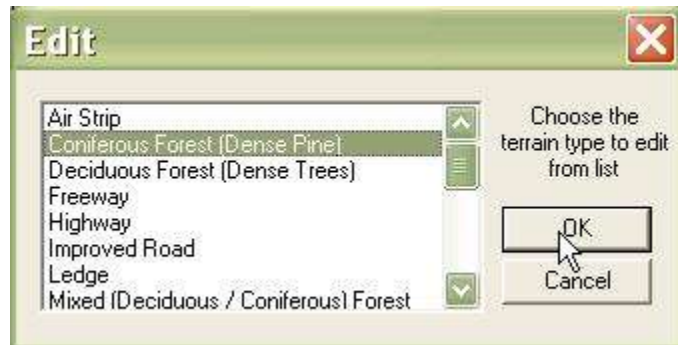 Edit
Air Strip
Coniferous Forest (Dense Pine)
Deciduous Forest (Dense Trees)
Freeway
Highway
Improved Road
Ledge
Mixed (Deciduous / Coniferous) Forest
Choose the
terrain type to edit
from list
OK
Cancel